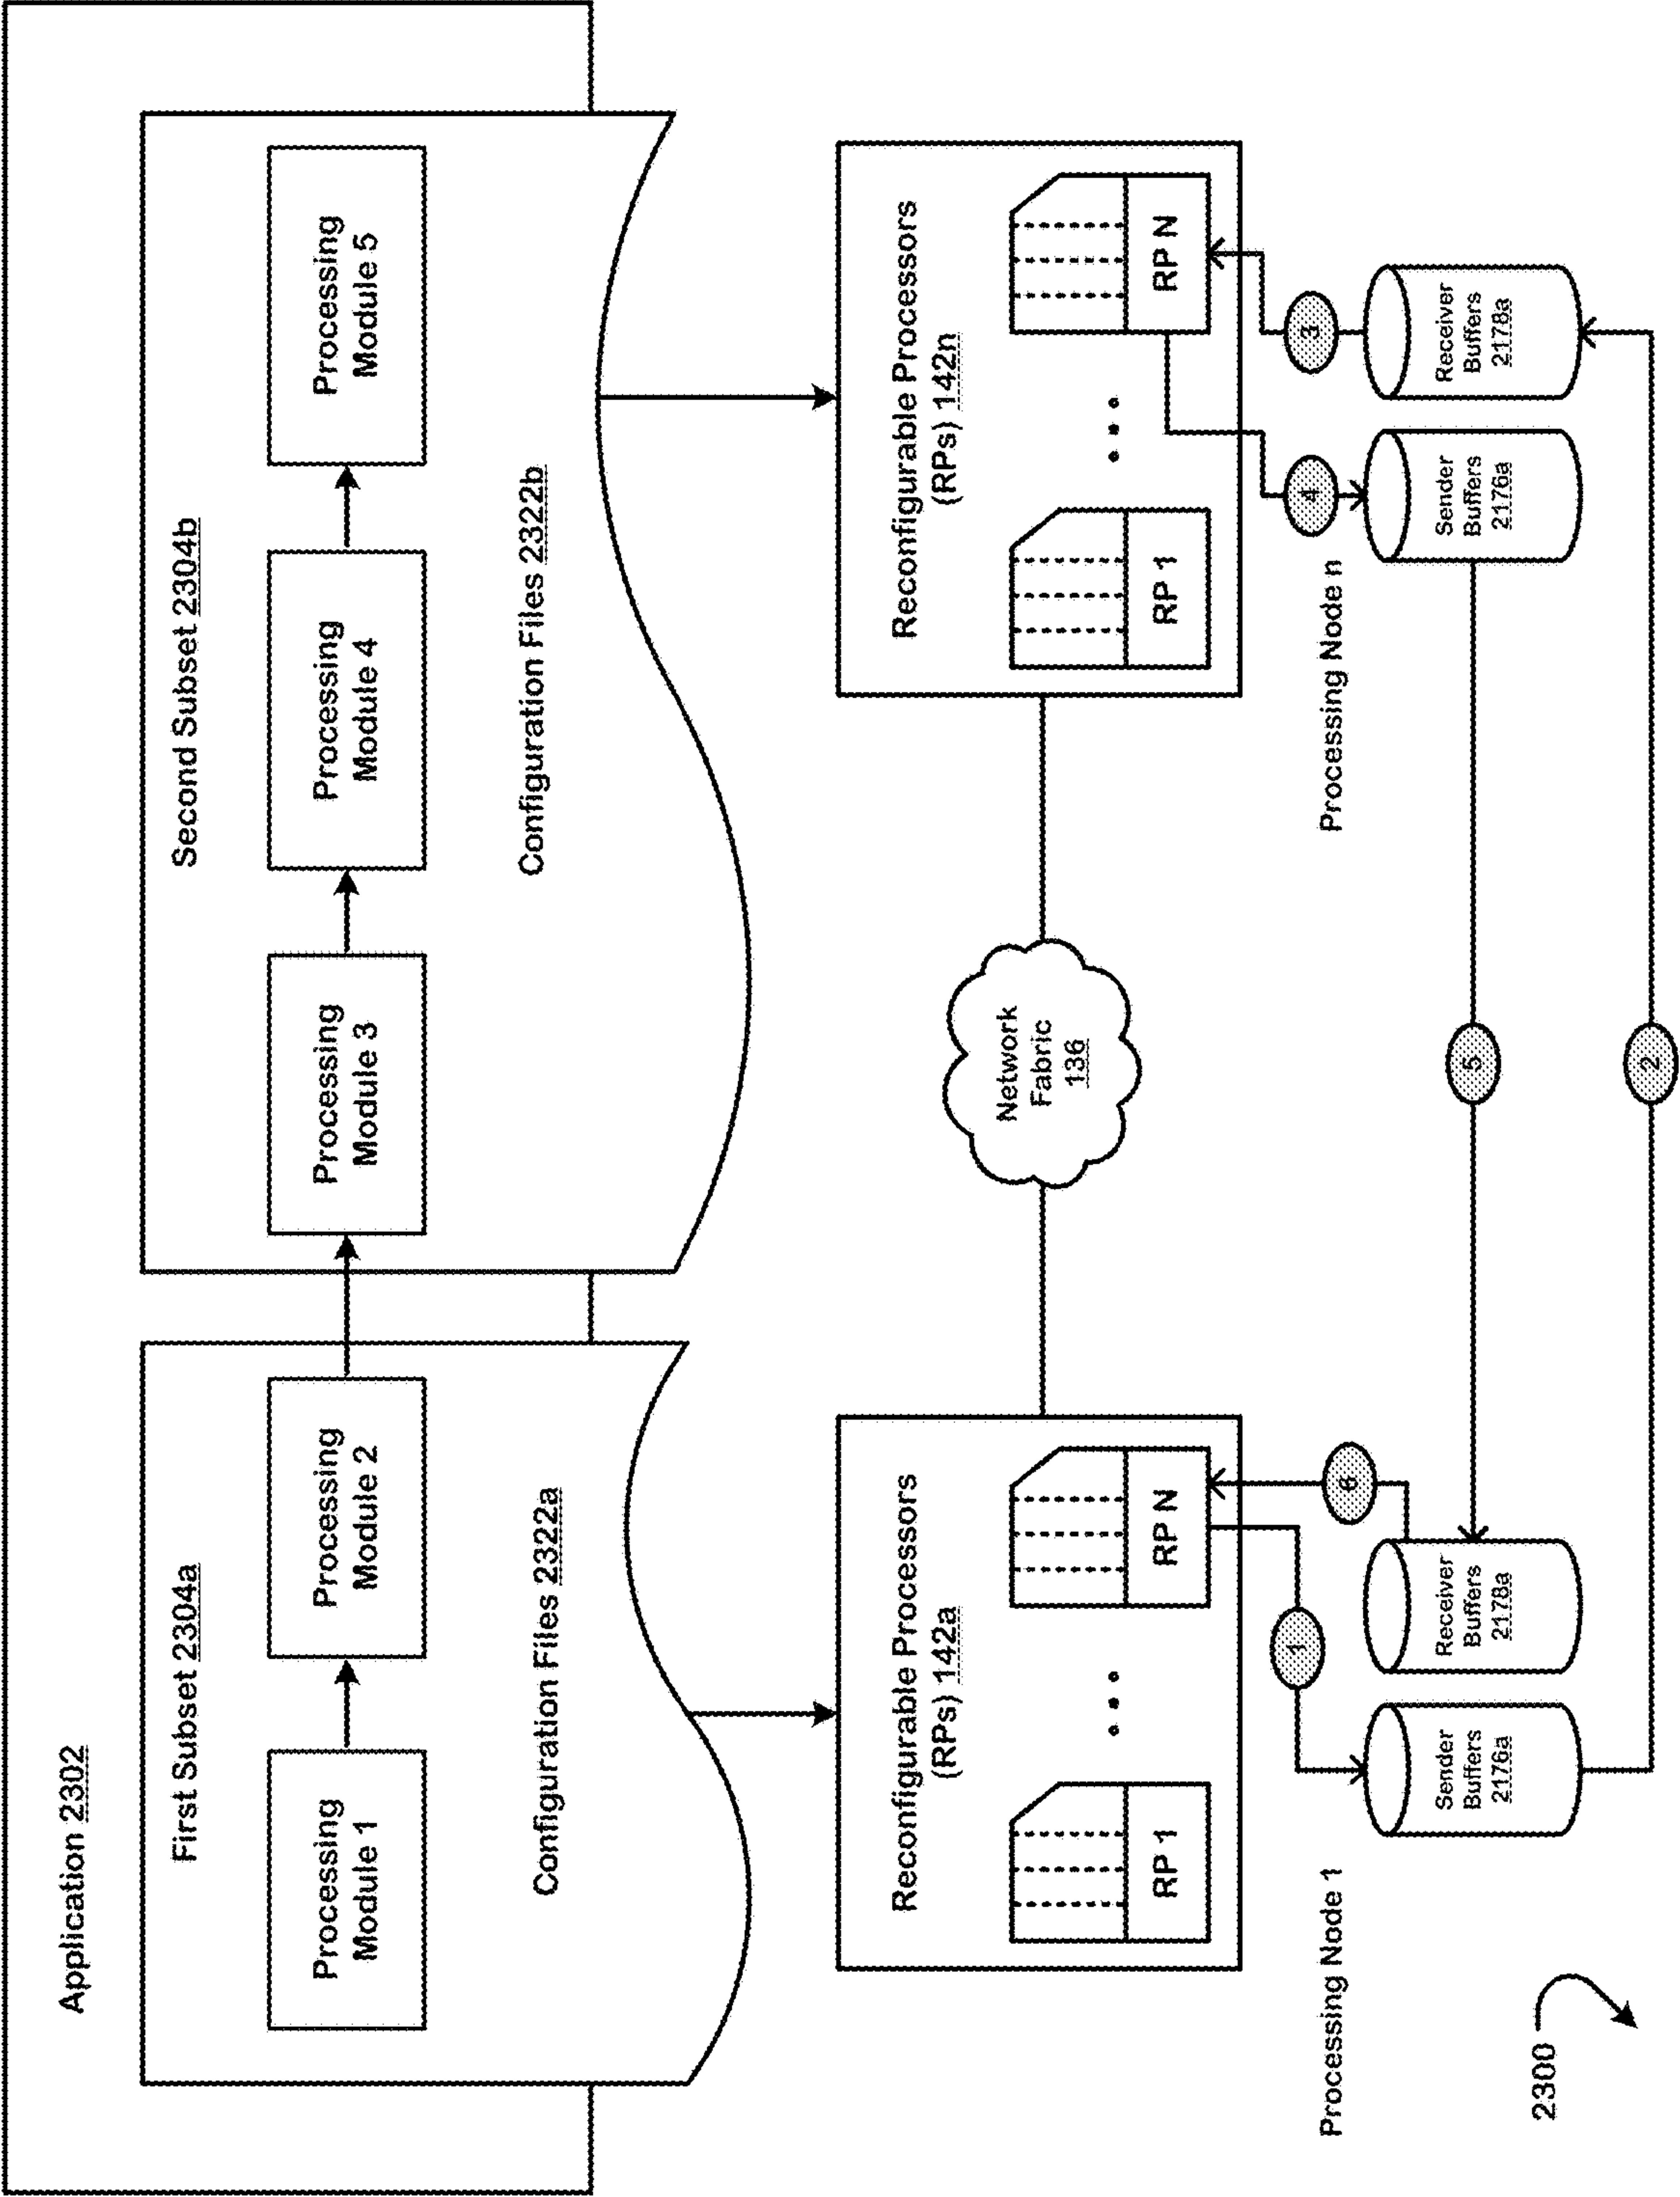 Application 2302
First Subset 2304a
Processing
Module 1
Processing
Module 2
Configuration Files 2322a
Second Subset 2304b
Processing
Module 3
Processing
Module 4
Processing
Module 5
Configuration Files 2322b
Reconfigurable Processors
(RPs) 142a
RP 1
• • •
RP N
Network
Fabric
136
Reconfigurable Processors
(RPs) 142n
RP 1
• • •
RP N
Processing Node 1
1
6
Sender
Buffers
2176a
Receiver
Buffers
2178a
Processing Node n
4
3
Sender
Buffers
2176a
Receiver
Buffers
2178a
5
2
2300